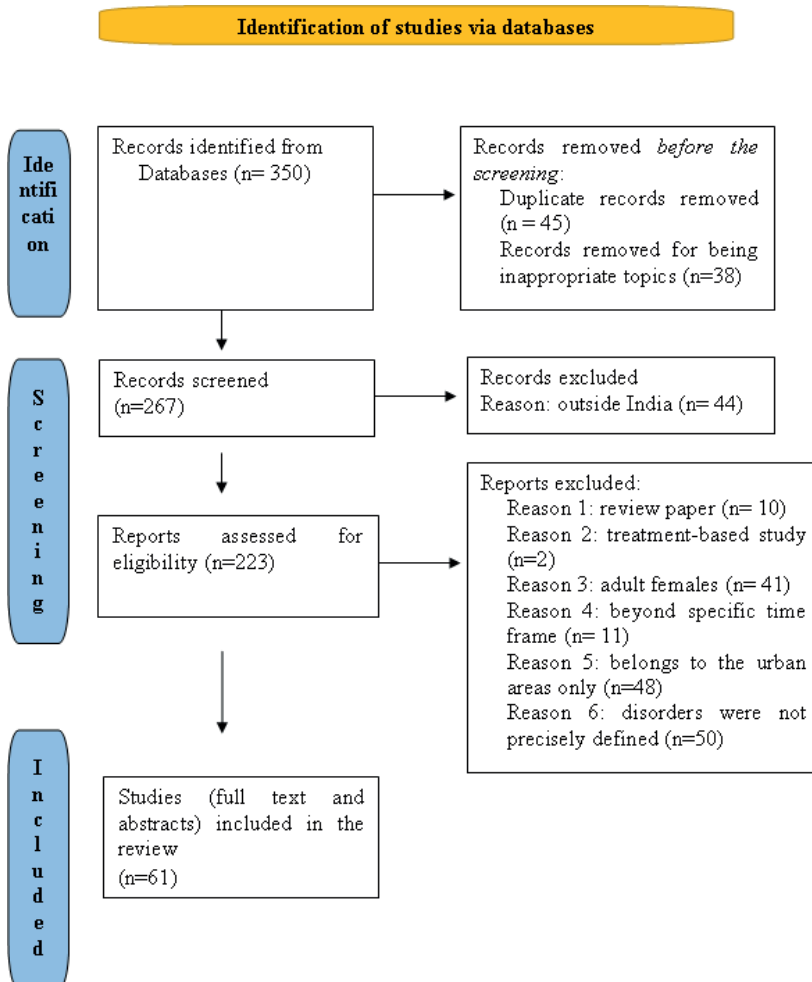 Identification of studies via databases
Ide
ntifi
cati
on
Records identified from
Databases (n= 350)
Records removed before the
screening:
Duplicate records removed
(n = 45)
Records removed for being
inappropriate topics (n=38)
S
c
r
e
e
n
i
n
g
Records screened
(n=267)
Records excluded
Reason: outside India (n= 44)
Reports assessed for
eligibility (n=223)
Reports excluded:
Reason 1: review paper (n= 10)
Reason 2: treatment-based study
(n=2)
Reason 3: adult females (n= 41)
Reason 4: beyond specific time
frame (n= 11)
Reason 5: belongs to the urban
areas only (n=48)
Reason 6: disorders were not
precisely defined (n=50)
I
n
c
l
u
d
e
d
Studies (full text and
abstracts) included in the
review
(n=61)